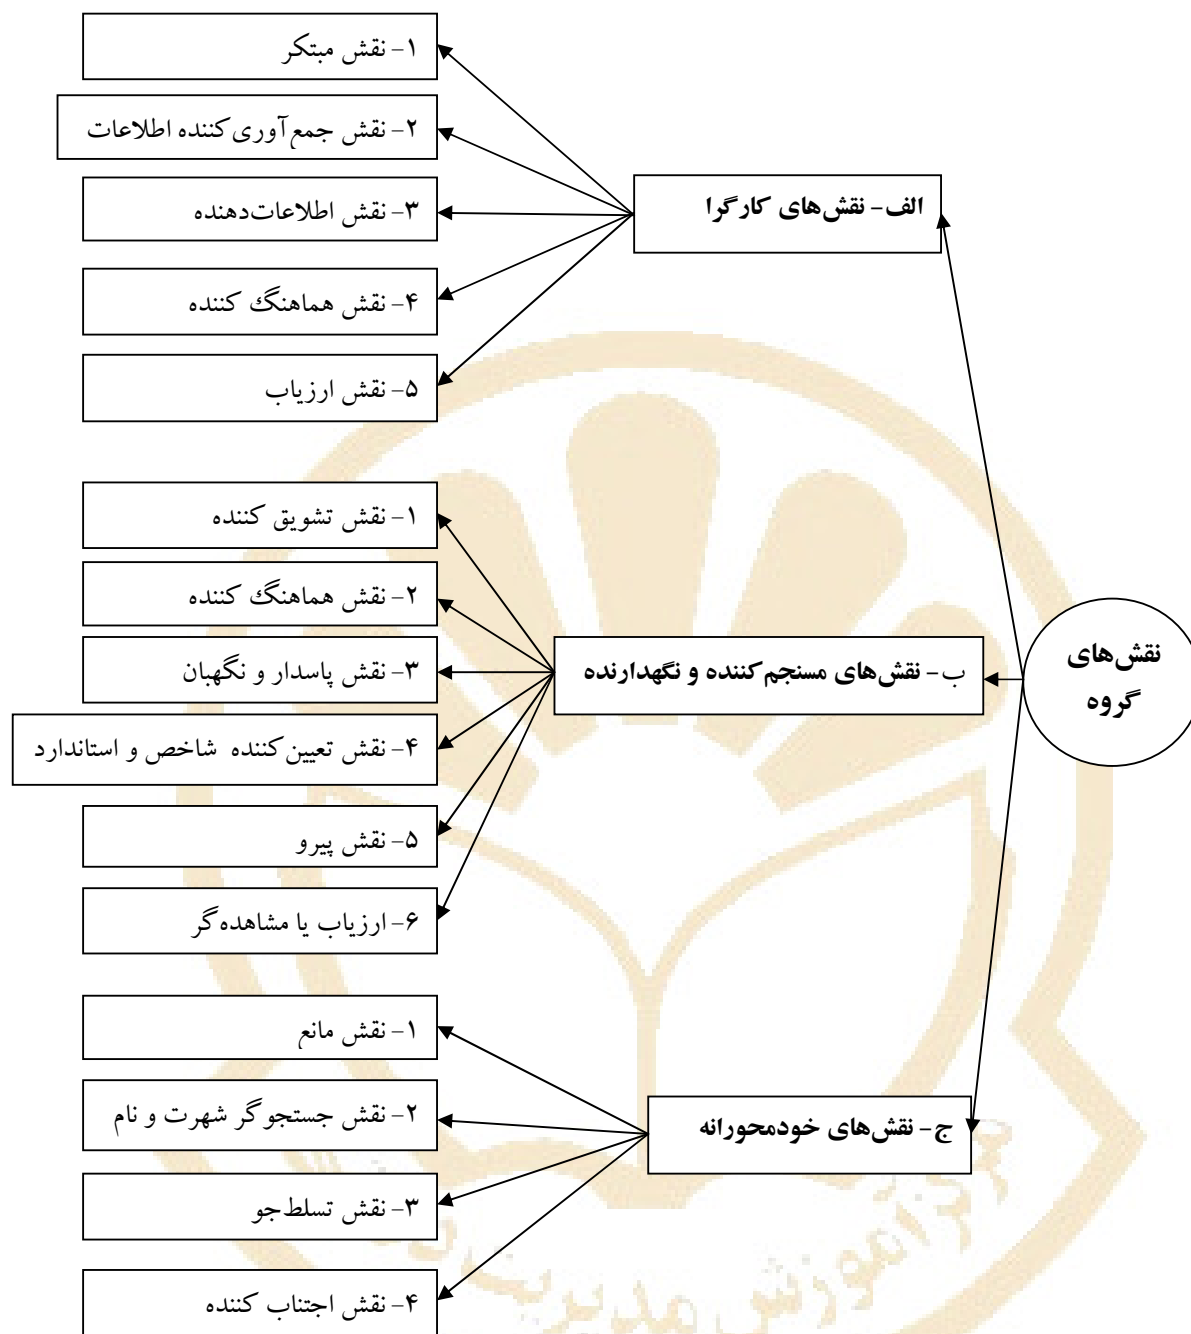 نقش‌های
گروه
الف- نقش‌های کارگرا
۱- نقش مبتکر
۲- نقش جمع‌آوری‌کننده اطلاعات
۳- نقش اطلاعات‌دهنده
۴- نقش هماهنگ کننده
۵- نقش ارزیاب
ب- نقش‌های مسنجم‌کننده و نگهدارنده
۱- نقش تشویق کننده
۲- نقش هماهنگ کننده
۳- نقش پاسدار و نگهبان
۴- نقش تعیین‌کننده شاخص و استاندارد
۵- نقش پیرو
۶- ارزیاب یا مشاهده‌گر
ج- نقش‌های خودمحورانه
۱- نقش مانع
۲- نقش جستجوگر شهرت و نام
۳- نقش تسلط‌جو
۴- نقش اجتناب کننده
مرکز آموزش مدیریت